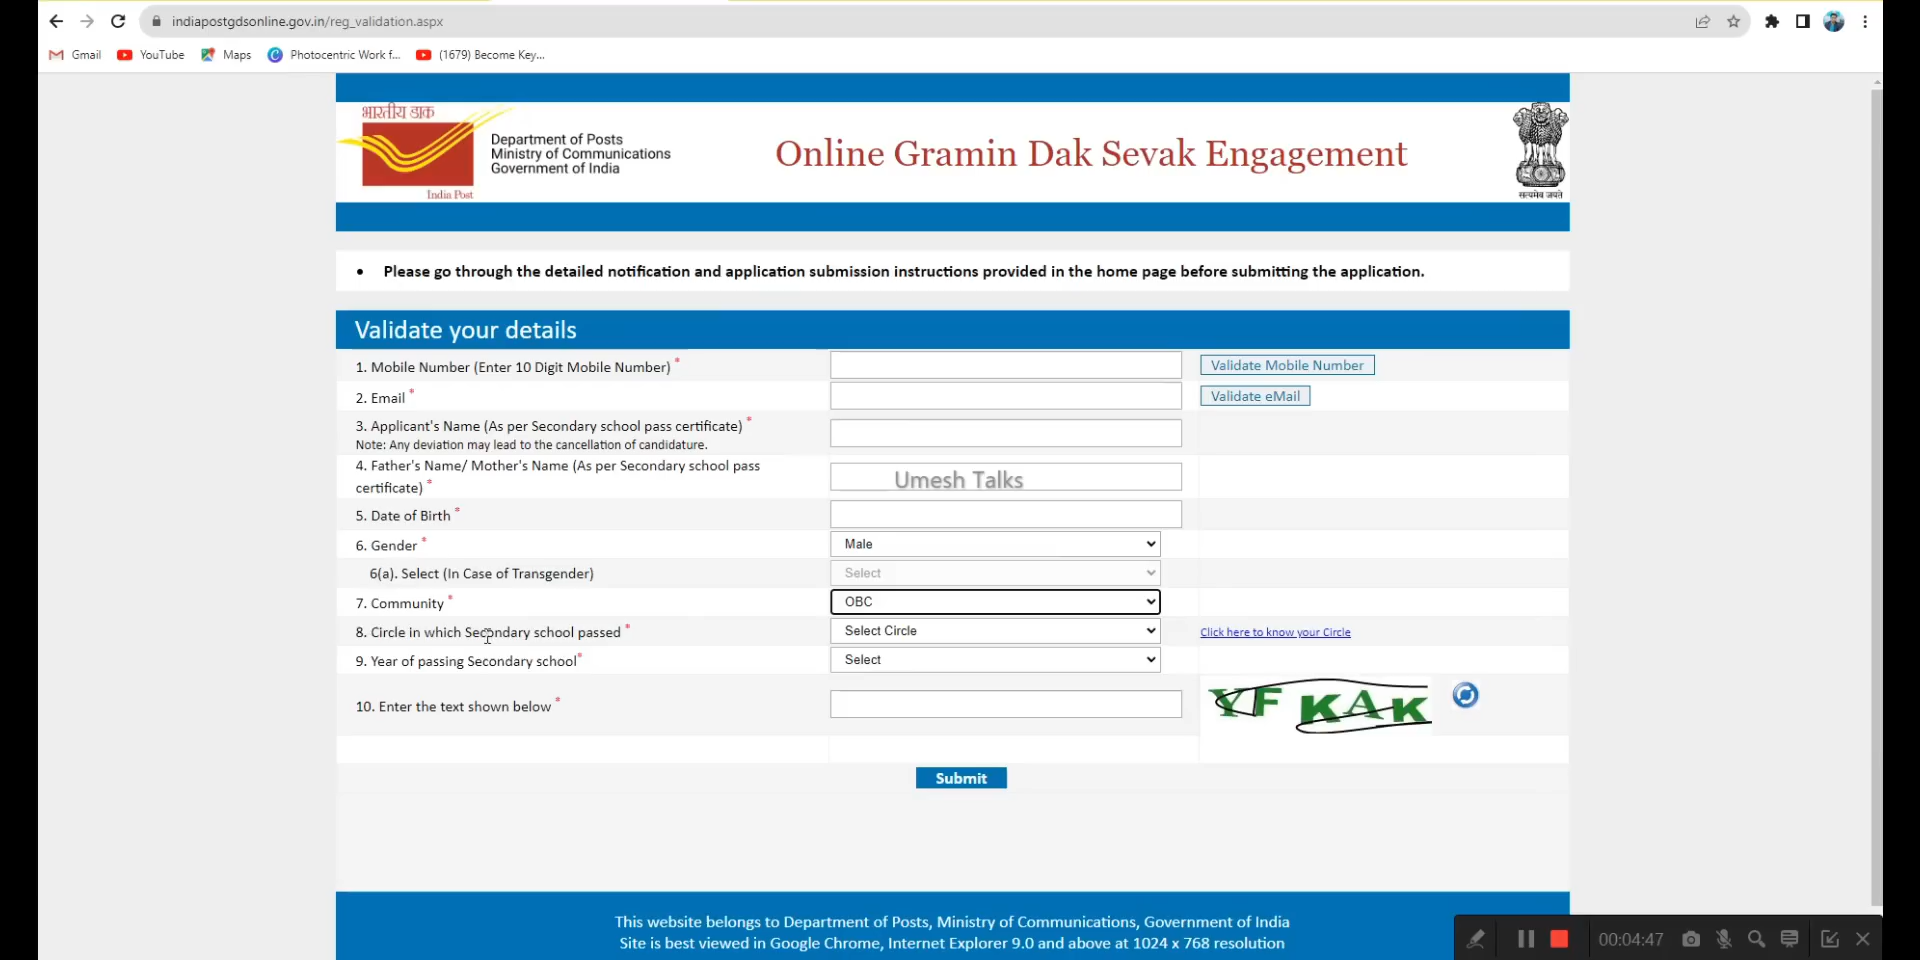 indiapostgdsonline.gov.in/reg_validation.aspx
Gmail YouTube Maps Photocentric Work f... (1679) Become Key...
भारतीय डाक
India Post
Department of Posts
Ministry of Communications
Government of India
Online Gramin Dak Sevak Engagement
सत्यमेव जयते
• Please go through the detailed notification and application submission instructions provided in the home page before submitting the application.
Validate your details
1. Mobile Number (Enter 10 Digit Mobile Number) * Validate Mobile Number
2. Email * Validate eMail
3. Applicant's Name (As per Secondary school pass certificate) *
Note: Any deviation may lead to the cancellation of candidature.
4. Father's Name/ Mother's Name (As per Secondary school pass
certificate) *
Umesh Talks
5. Date of Birth *
6. Gender * Male
6(a). Select (In Case of Transgender) Select
7. Community * OBC
8. Circle in which Secondary school passed * Select Circle Click here to know your Circle
9. Year of passing Secondary school * Select
10. Enter the text shown below * YF KAK
Submit
This website belongs to Department of Posts, Ministry of Communications, Government of India
Site is best viewed in Google Chrome, Internet Explorer 9.0 and above at 1024 x 768 resolution
00:04:47